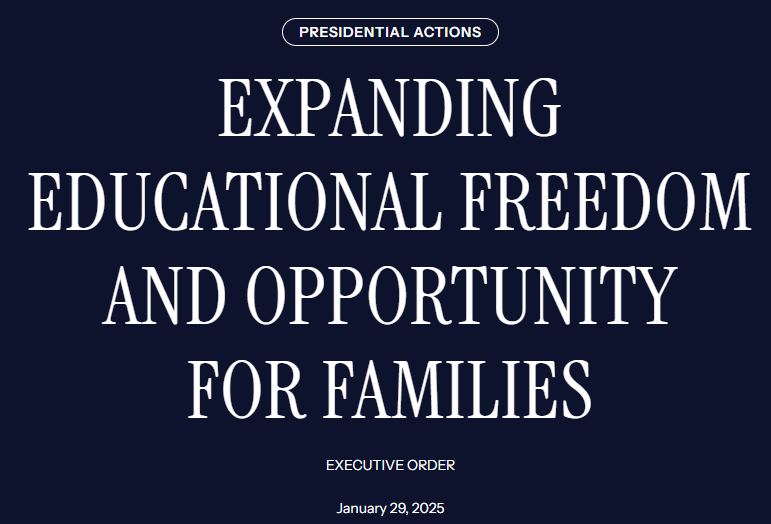 PRESIDENTIAL ACTIONS
EXPANDING
EDUCATIONAL FREEDOM
AND OPPORTUNITY
FOR FAMILIES
EXECUTIVE ORDER
January 29, 2025